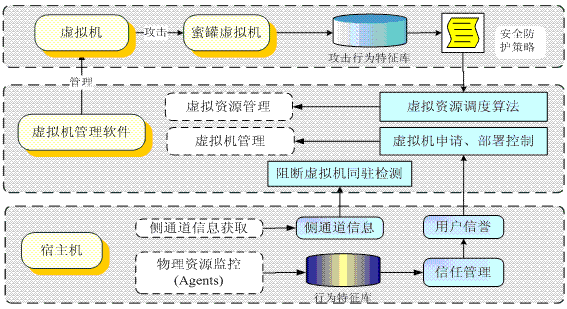 虚拟机
攻击
蜜罐虚拟机
攻击行为特征库
安全防
护策略
管理
虚拟资源管理
虚拟资源调度算法
虚拟机管理软件
虚拟机管理
虚拟机申请、部署控制
阻断虚拟机同驻检测
侧通道信息获取
侧通道信息
用户信誉
宿主机
物理资源监控
(Agents)
行为特征库
信任管理